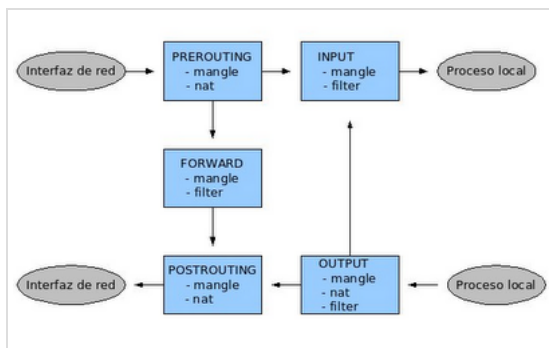 Interfaz de red
PREROUTING
- mangle
- nat
INPUT
- mangle
- filter
Proceso local
FORWARD
- mangle
- filter
Interfaz de red
POSTROUTING
- mangle
- nat
OUTPUT
- mangle
- nat
- filter
Proceso local